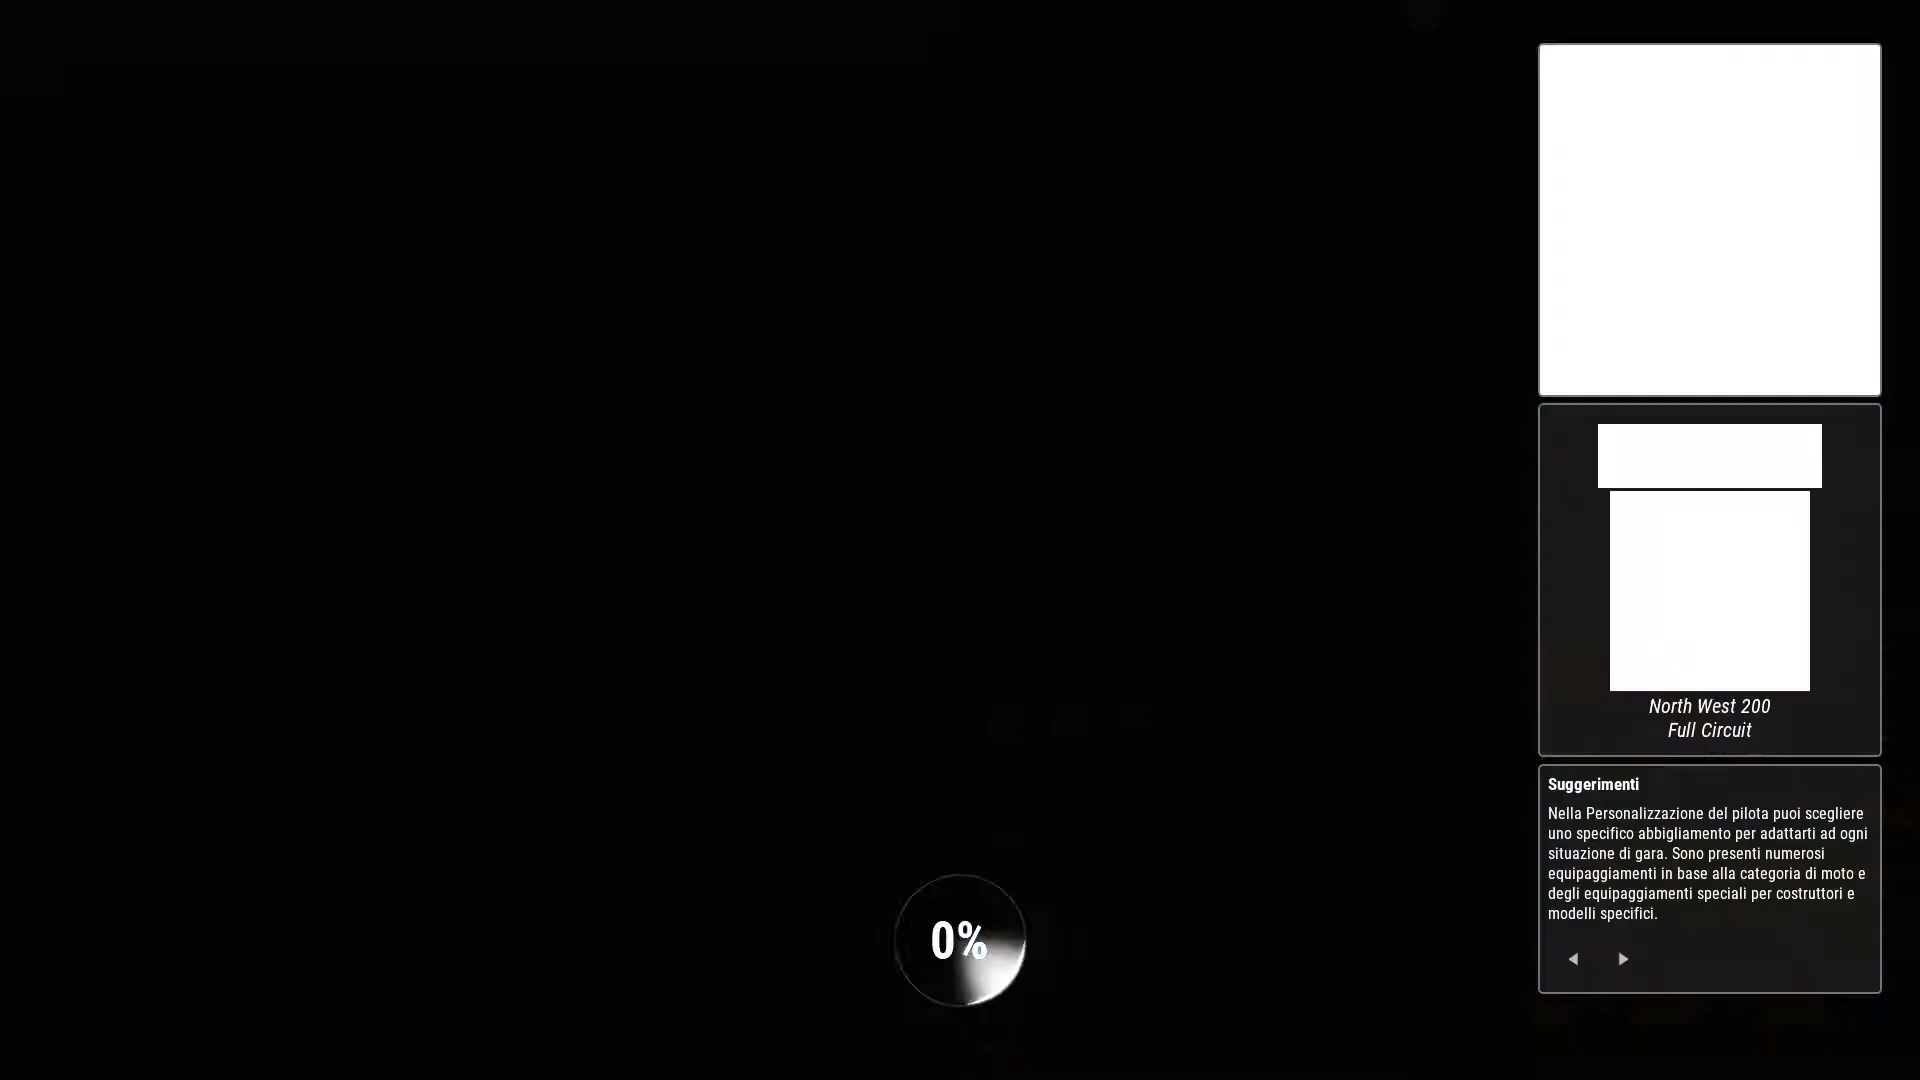 North West 200
Full Circuit
Suggerimenti
Nella Personalizzazione del pilota puoi scegliere
uno specifico abbigliamento per adattarti ad ogni
situazione di gara. Sono presenti numerosi
equipaggiamenti in base alla categoria di moto e
degli equipaggiamenti speciali per costruttori e
modelli specifici.
0%